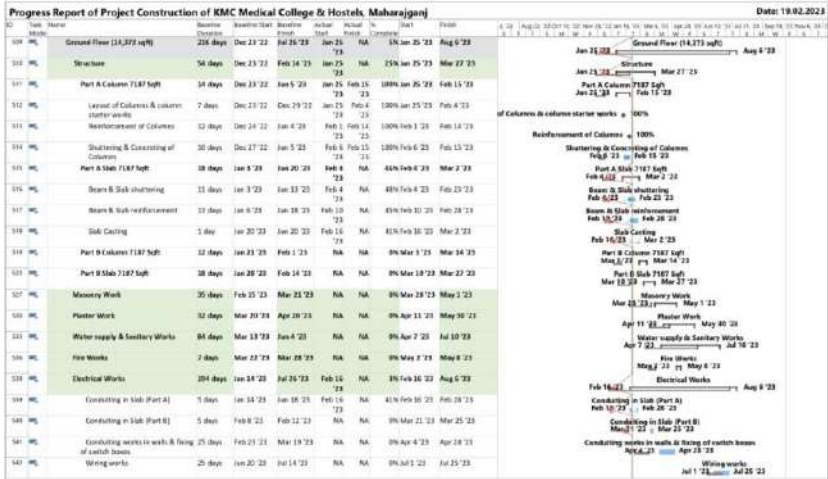 Progress Report of Project Construction of KMC Medical College & Hostels, Maharajganj
Date: 19.02.2023
ID Task Mode Name Baseline Duration Baseline Start Baseline Finish Actual Start Actual Finish % Complete Start Finish
509 Ground Floor (14,373 sqft) 216 days Dec 23 '22 Jul 26 '23 Jan 25 '23 NA 5% Jan 25 '23 Aug 6 '23
510 Structure 54 days Dec 23 '22 Feb 14 '23 Jan 25 '23 NA 25% Jan 25 '23 Mar 27 '23
511 Part A Column 7187 Sqft 14 days Dec 23 '22 Jan 5 '23 Jan 25 '23 Feb 15 '23 100% Jan 25 '23 Feb 15 '23
512 Layout of Columns & column starter works 7 days Dec 23 '22 Dec 29 '22 Jan 25 '23 Feb 4 '23 100% Jan 25 '23 Feb 4 '23
513 Reinforcement of Columns 12 days Dec 24 '22 Jan 4 '23 Feb 1 '23 Feb 14 '23 100% Feb 1 '23 Feb 14 '23
514 Shuttering & Concreting of Columns 10 days Dec 27 '22 Jan 5 '23 Feb 6 '23 Feb 15 '23 100% Feb 6 '23 Feb 15 '23
515 Part A Slab 7187 Sqft 18 days Jan 3 '23 Jan 20 '23 Feb 4 '23 NA 46% Feb 4 '23 Mar 2 '23
516 Beam & Slab shuttering 11 days Jan 3 '23 Jan 13 '23 Feb 4 '23 NA 48% Feb 4 '23 Feb 23 '23
517 Beam & Slab reinforcement 13 days Jan 6 '23 Jan 18 '23 Feb 10 '23 NA 45% Feb 10 '23 Feb 28 '23
518 Slab Casting 1 day Jan 20 '23 Jan 20 '23 Feb 16 '23 NA 41% Feb 16 '23 Mar 2 '23
519 Part B Column 7187 Sqft 12 days Jan 21 '23 Feb 1 '23 NA NA 0% Mar 3 '23 Mar 14 '23
523 Part B Slab 7187 Sqft 18 days Jan 28 '23 Feb 14 '23 NA NA 0% Mar 10 '23 Mar 27 '23
527 Masonry Work 35 days Feb 15 '23 Mar 21 '23 NA NA 0% Mar 28 '23 May 1 '23
Plaster Work 32 days Mar 20 '23 Apr 20 '23 NA NA 0% Apr 11 '23 May 30 '23
Water supply & Sanitary Works 84 days Mar 13 '23 Jun 4 '23 NA NA 0% Apr 7 '23 Jul 10 '23
Fire Works 7 days Mar 22 '23 Mar 28 '23 NA NA 0% May 2 '23 May 8 '23
Electrical Works 194 days Jan 14 '23 Jul 26 '23 Feb 16 '23 NA 3% Feb 16 '23 Aug 6 '23
Conduiting in Slab (Part A) 5 days Jan 14 '23 Jan 18 '23 Feb 16 '23 NA 41% Feb 16 '23 Feb 28 '23
540 Conduiting in Slab (Part B) 5 days Feb 8 '23 Feb 12 '23 NA NA 0% Mar 21 '23 Mar 25 '23
541 Conduiting works in walls & fixing of switch boxes 25 days Feb 23 '23 Mar 19 '23 NA NA 0% Apr 4 '23 Apr 28 '23
542 Wiring works 25 days Jun 20 '23 Jul 14 '23 NA NA 0% Jul 1 '23 Jul 25 '23
Ground Floor (14,373 sqft)
Jan 25 '23 Aug 6 '23
Structure
Jan 25 '23 Mar 27 '23
Part A Column 7187 Sqft
Jan 25 '23 Feb 15 '23
of Columns & column starter works 100%
Reinforcement of Columns 100%
Shuttering & Concreting of Columns
Feb 6 '23 Feb 15 '23
Part A Slab 7187 Sqft
Feb 4 '23 Mar 2 '23
Beam & Slab shuttering
Feb 4 '23 Feb 23 '23
Beam & Slab reinforcement
Feb 10 '23 Feb 28 '23
Slab Casting
Feb 16 '23 Mar 2 '23
Part B Column 7187 Sqft
Mar 3 '23 Mar 14 '23
Part B Slab 7187 Sqft
Mar 10 '23 Mar 27 '23
Masonry Work
Mar 28 '23 May 1 '23
Plaster Work
Apr 11 '23 May 30 '23
Water supply & Sanitary Works
Apr 7 '23 Jul 10 '23
Fire Works
May 2 '23 May 8 '23
Electrical Works
Feb 16 '23 Aug 6 '23
Conduiting in Slab (Part A)
Feb 16 '23 Feb 28 '23
Conduiting in Slab (Part B)
Mar 21 '23 Mar 25 '23
Conduiting works in walls & fixing of switch boxes
Apr 4 '23 Apr 28 '23
Wiring works
Jul 1 '23 Jul 25 '23